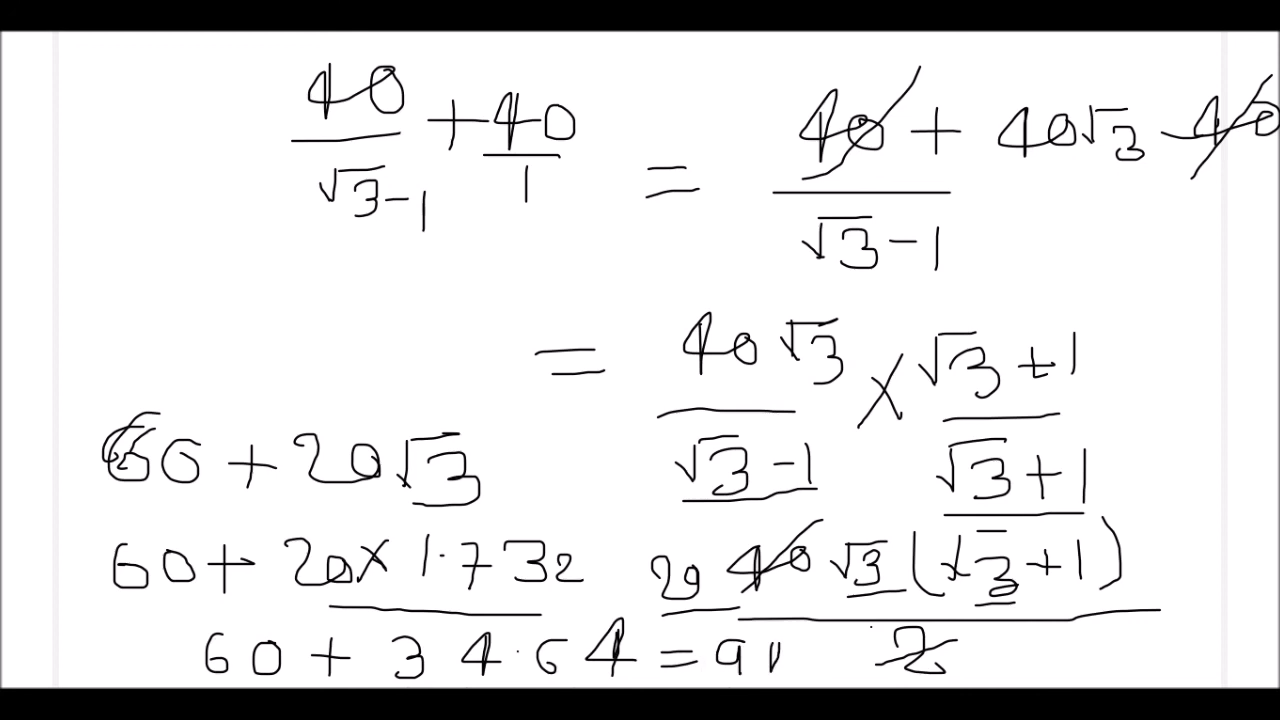 40/(√3-1) + 40/1 = (40 + 40√3 - 40)/(√3-1)
= 40√3/(√3-1) × (√3+1)/(√3+1)
60 + 20√3
60 + 20 × 1.732
20 40√3(√3+1)/2
60 + 34.64 = 9